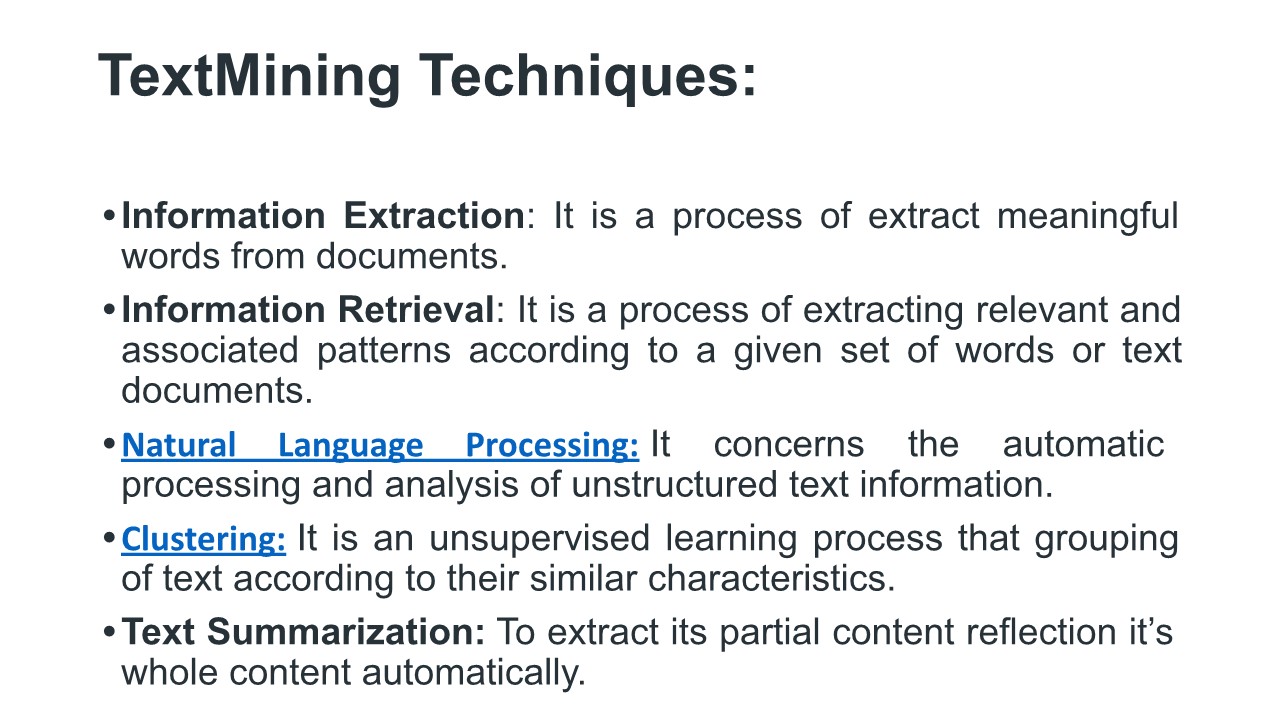 TextMining Techniques:
•Information Extraction: It is a process of extract meaningful
words from documents.
•Information Retrieval: It is a process of extracting relevant and
associated patterns according to a given set of words or text
documents.
•Natural Language Processing: It concerns the automatic
processing and analysis of unstructured text information.
•Clustering: It is an unsupervised learning process that grouping
of text according to their similar characteristics.
•Text Summarization: To extract its partial content reflection it’s
whole content automatically.